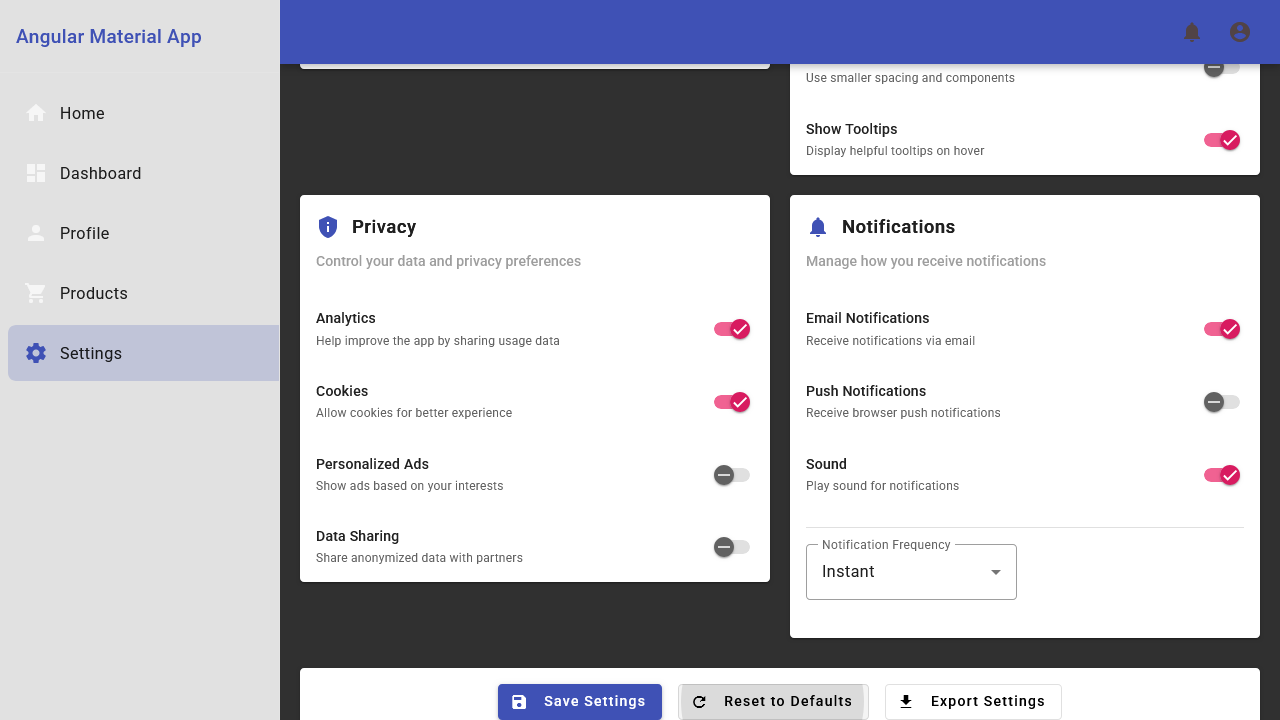 Angular Material App
Home
Dashboard
Profile
Products
Settings
Use smaller spacing and components
Show Tooltips
Display helpful tooltips on hover
Privacy
Control your data and privacy preferences
Analytics
Help improve the app by sharing usage data
Cookies
Allow cookies for better experience
Personalized Ads
Show ads based on your interests
Data Sharing
Share anonymized data with partners
Notifications
Manage how you receive notifications
Email Notifications
Receive notifications via email
Push Notifications
Receive browser push notifications
Sound
Play sound for notifications
Notification Frequency
Instant
Save Settings
Reset to Defaults
Export Settings